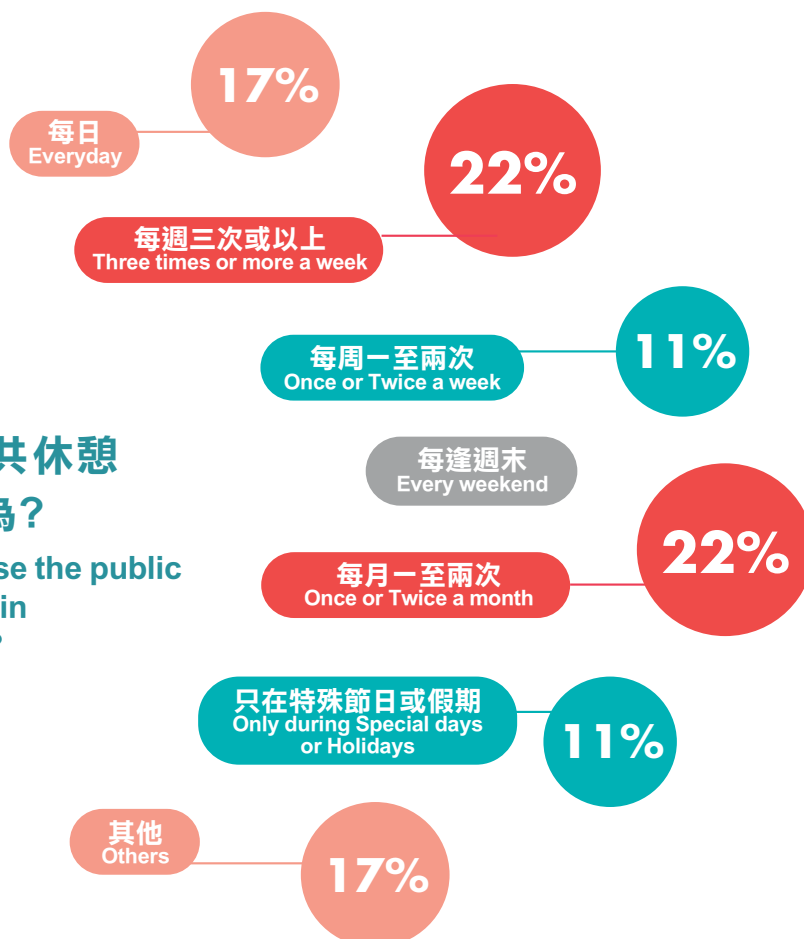 17%
每日
Everyday
22%
每週三次或以上
Three times or more a week
11%
每周一至兩次
Once or Twice a week
每逢週末
Every weekend
共休憩
為?
se the public
in
?
22%
每月一至兩次
Once or Twice a month
只在特殊節日或假期
Only during Special days
or Holidays
11%
其他
Others
17%